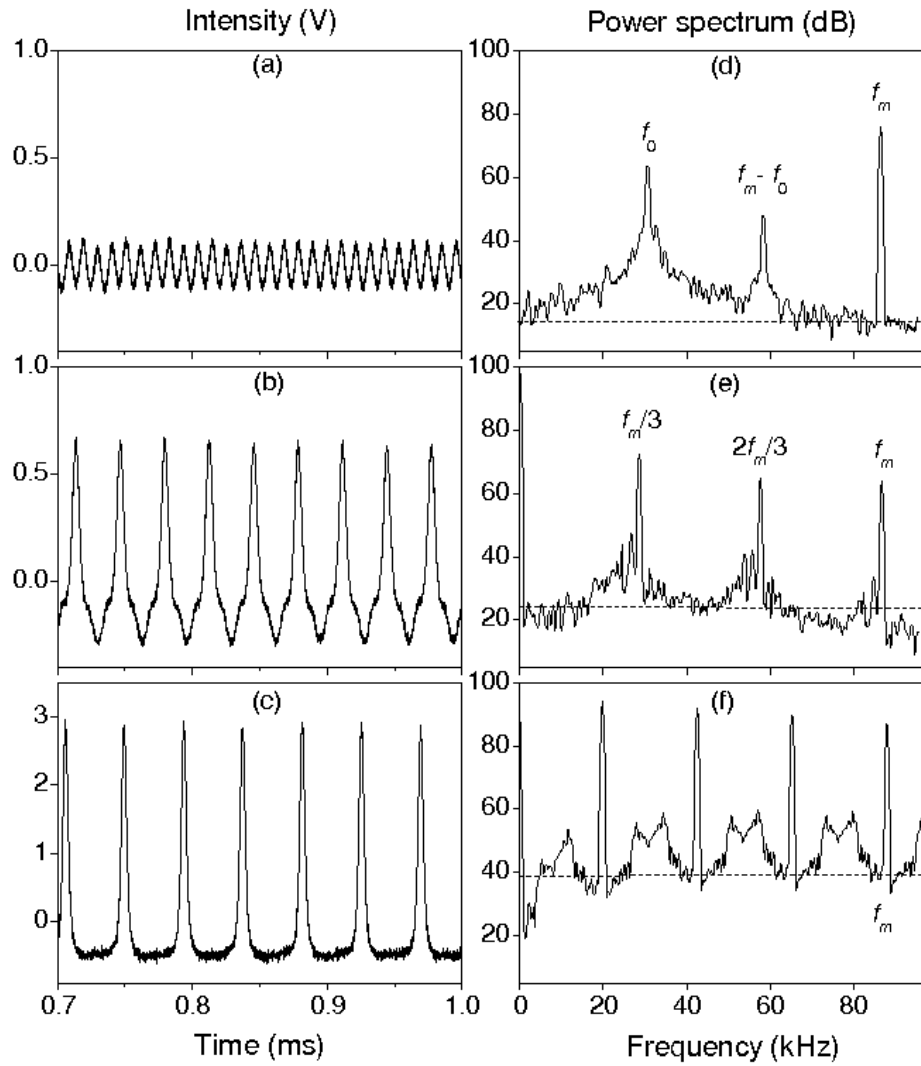 Intensity (V) Power spectrum (dB)
1.0 (a) 100 (d) fm
80
f0
0.5 60 fm - f0
40
0.0
20
1.0 (b) 100 (e)
fm/3 2fm/3 fm
80
0.5 60
40
0.0
20
3 (c) 100 (f)
80
2
60
1
40
0 20 fm
0.7 0.8 0.9 1.0 0 20 40 60 80
Time (ms) Frequency (kHz)